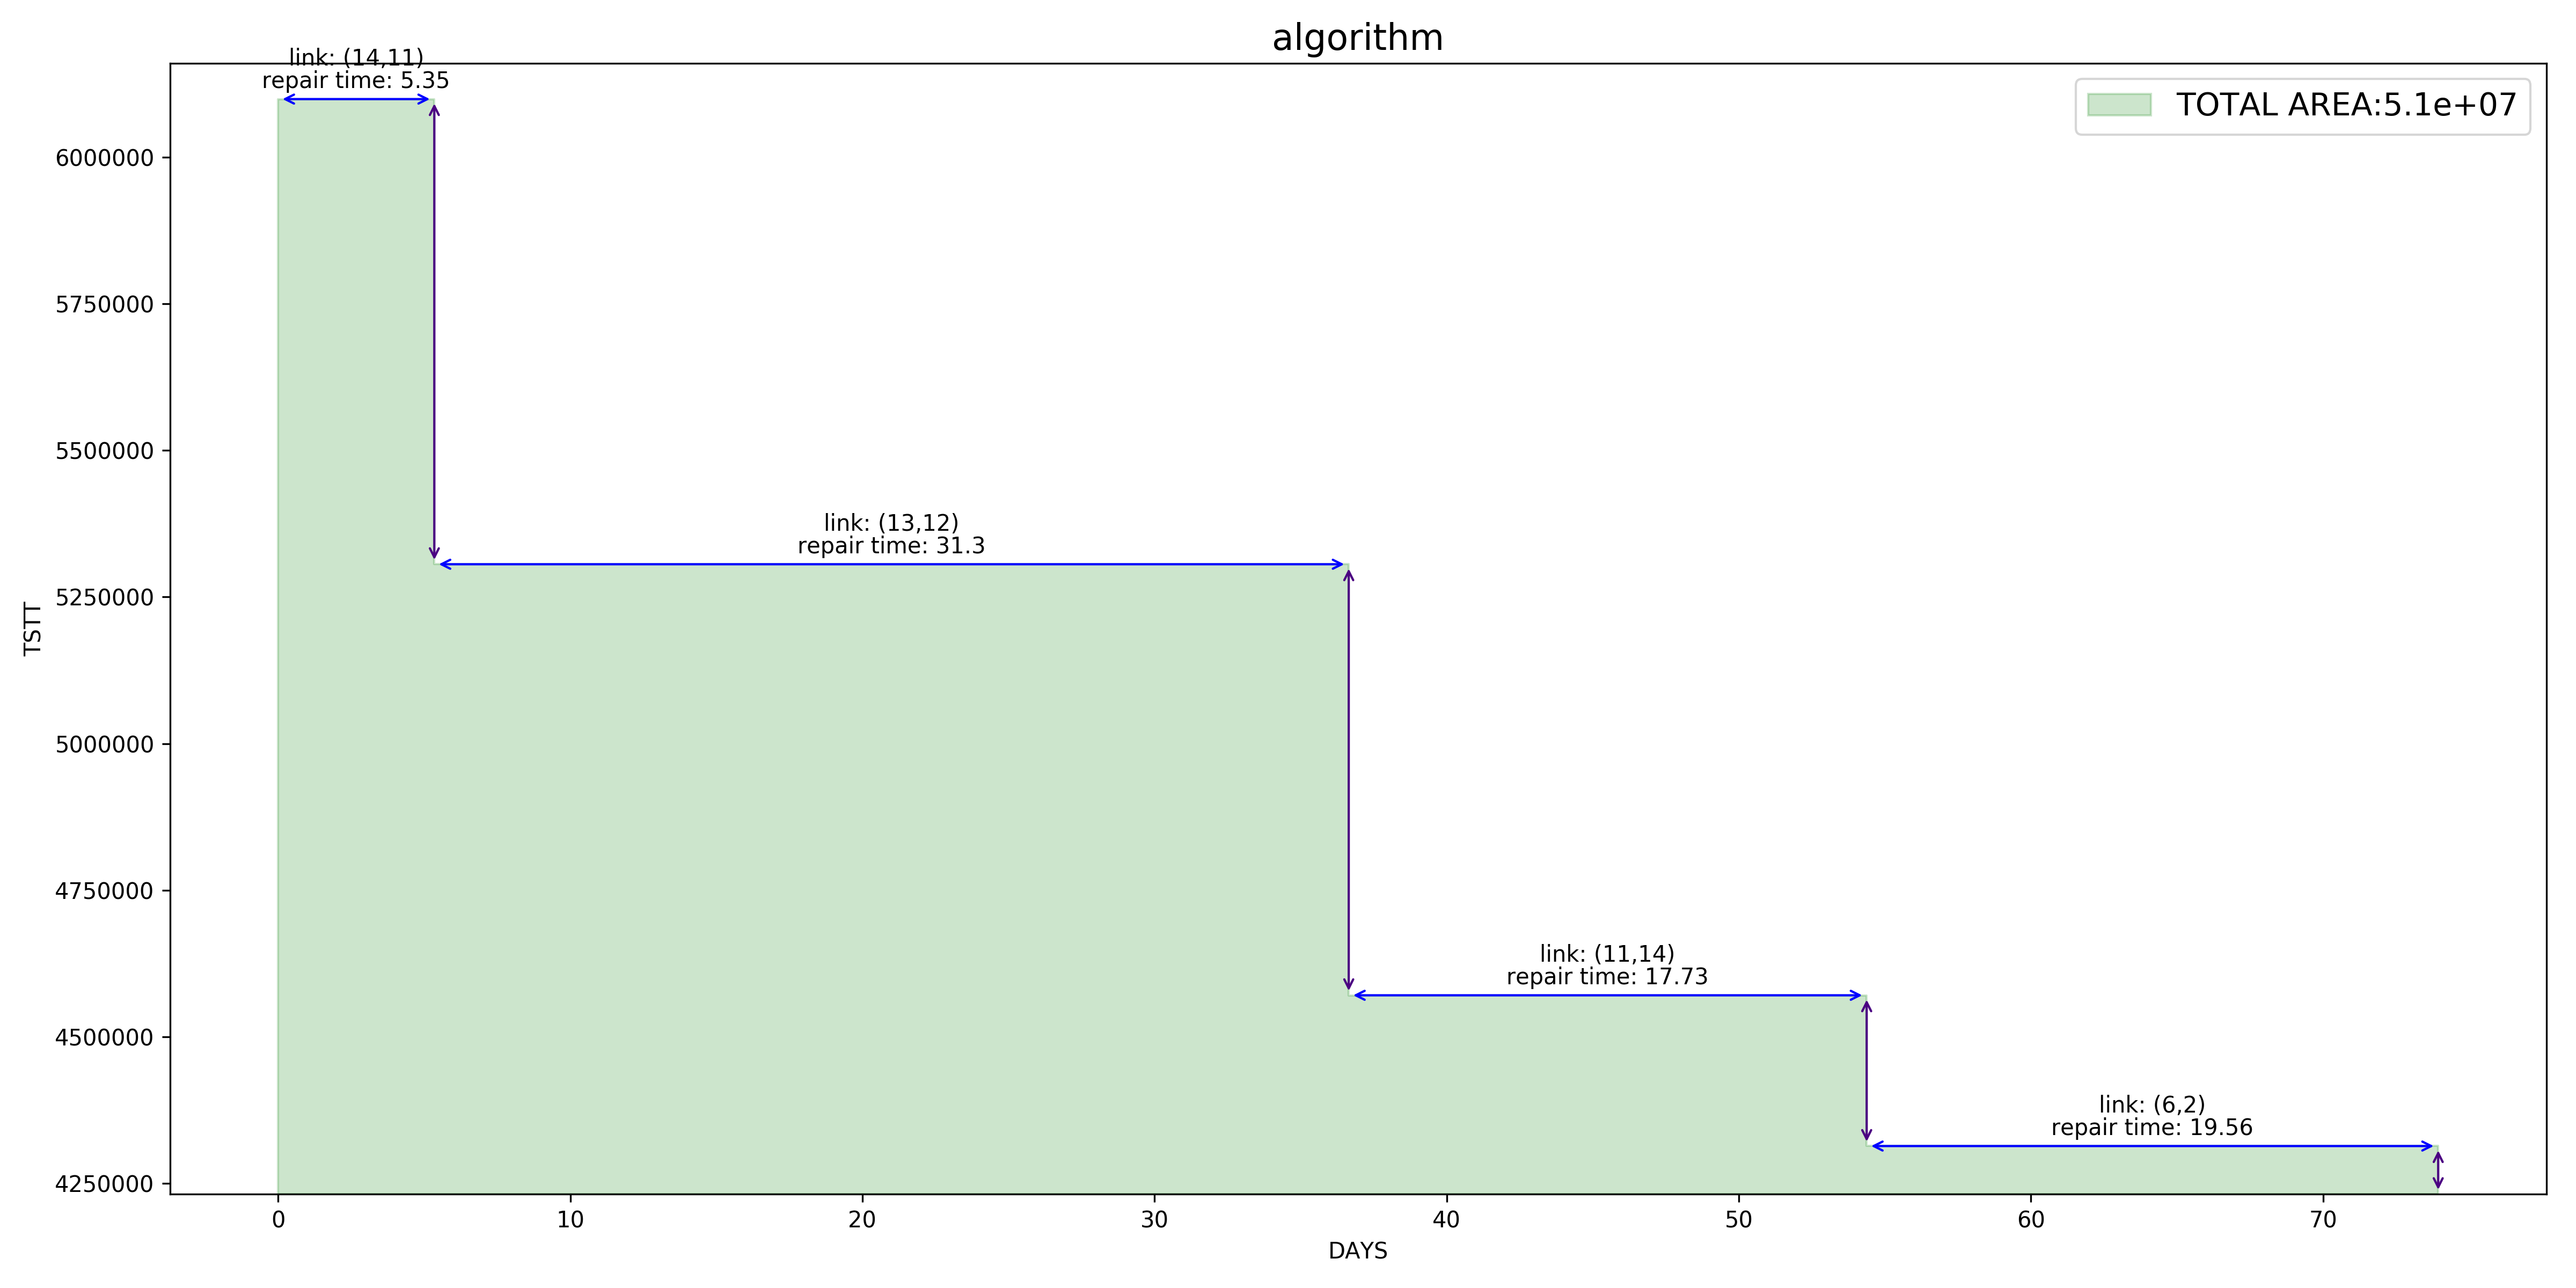 algorithm
link: (14,11)
repair time: 5.35
TOTAL AREA:5.1e+07
6000000
5750000
5500000
5250000
5000000
4750000
4500000
4250000
TSTT
link: (13,12)
repair time: 31.3
link: (11,14)
repair time: 17.73
link: (6,2)
repair time: 19.56
0 10 20 30 40 50 60 70
DAYS